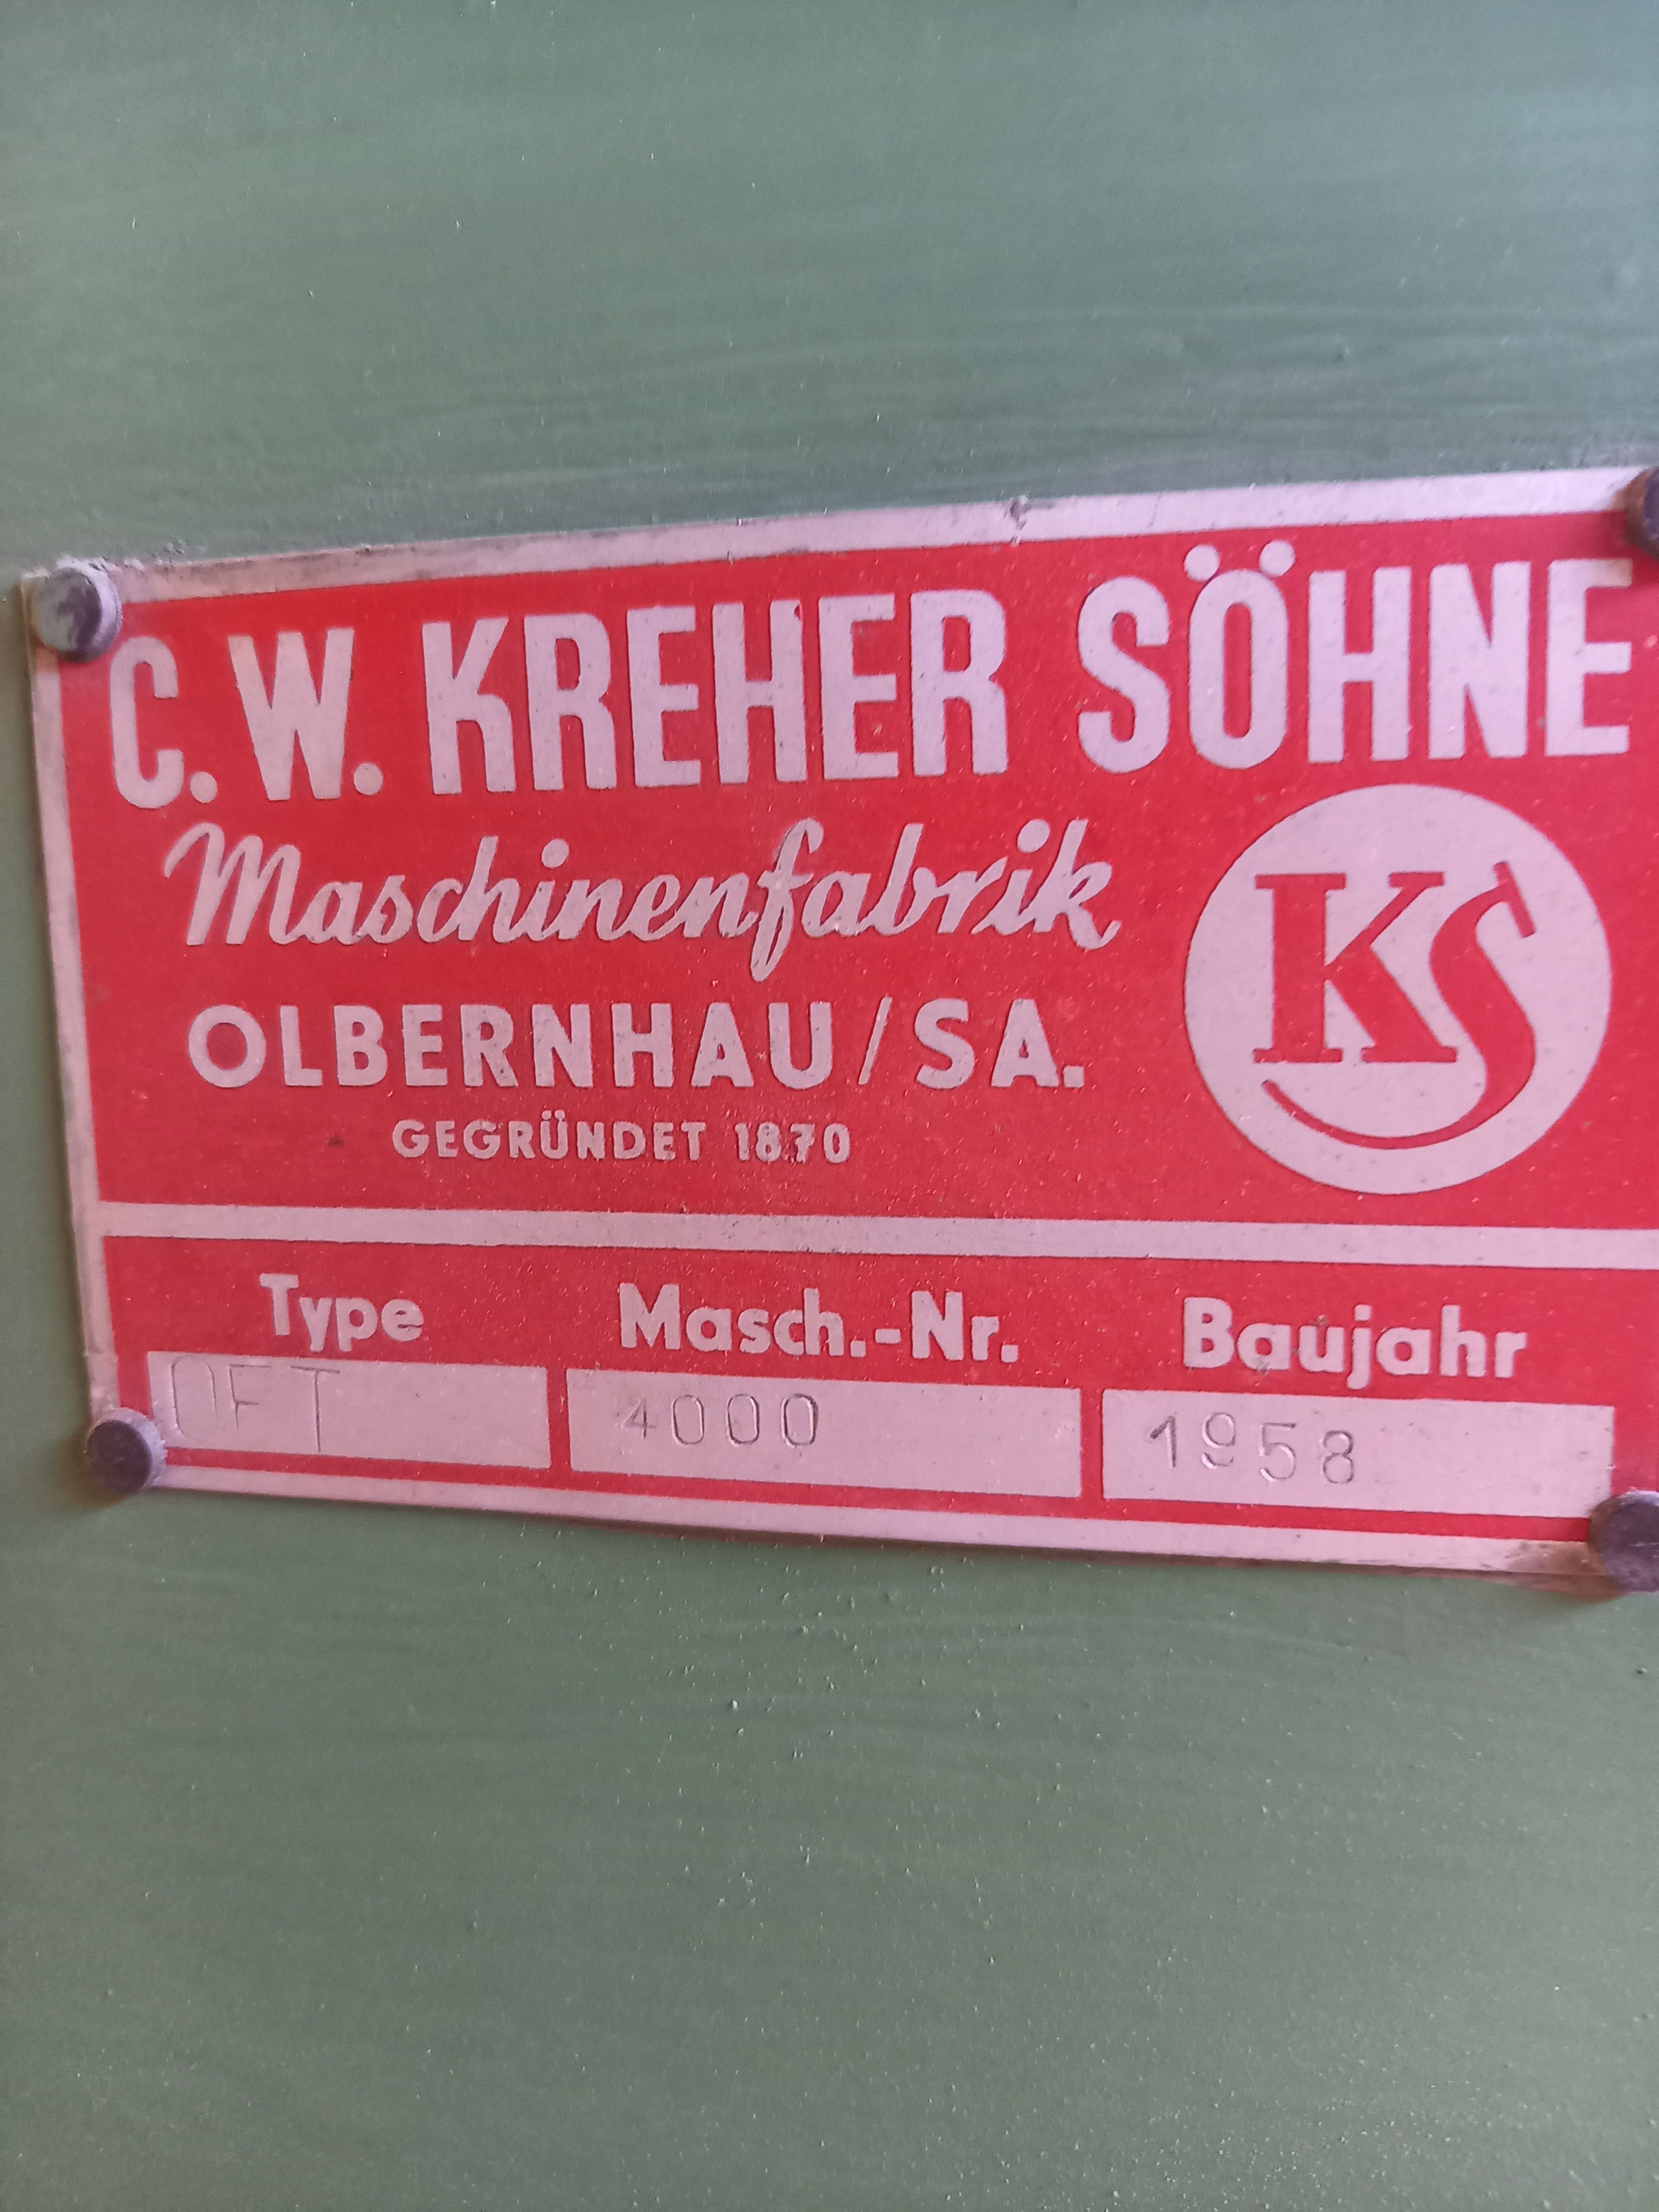 C. W. KREHER SÖHNE
Maschinenfabrik
OLBERNHAU/SA.
GEGRÜNDET 1870
KS
Type Masch.-Nr. Baujahr
OFT 4000 1958